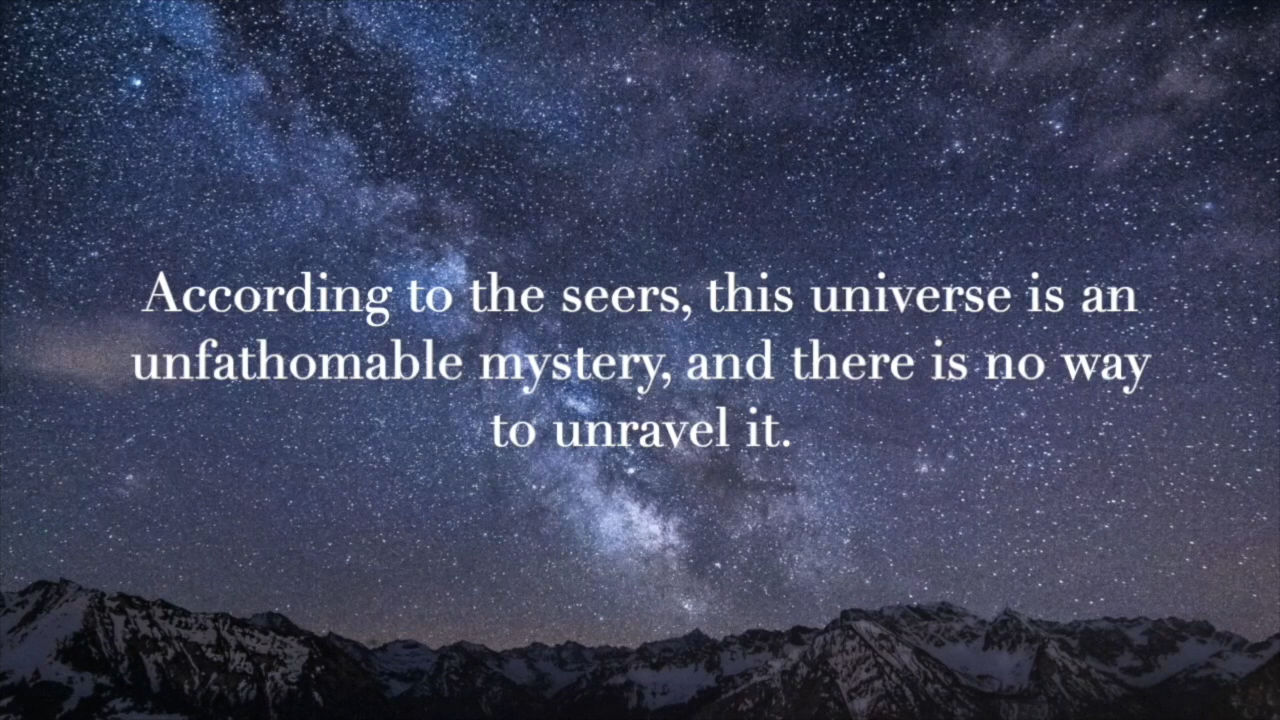 According to the seers, this universe is an
unfathomable mystery, and there is no way
to unravel it.